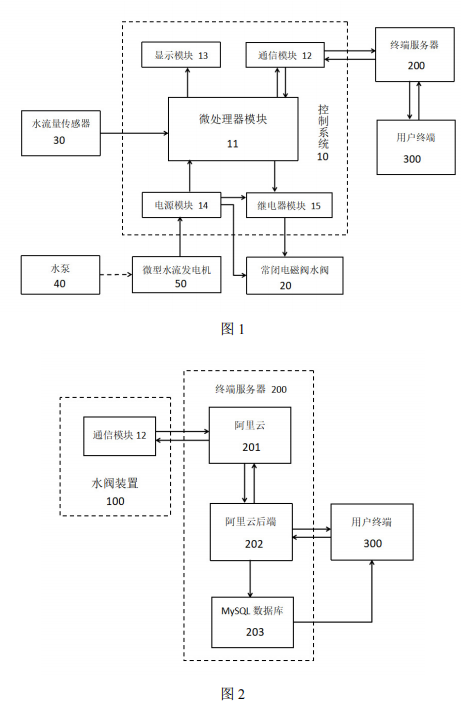 显示模块 13
通信模块 12
终端服务器
200
水流量传感器
30
微处理器模块
11
控制系统
10
用户终端
300
电源模块 14
继电器模块 15
水泵
40
微型水流发电机
50
常闭电磁阀水阀
20
图 1
终端服务器 200
通信模块 12
水阀装置
100
阿里云
201
阿里云后端
202
用户终端
300
MySQL 数据库
203
图 2